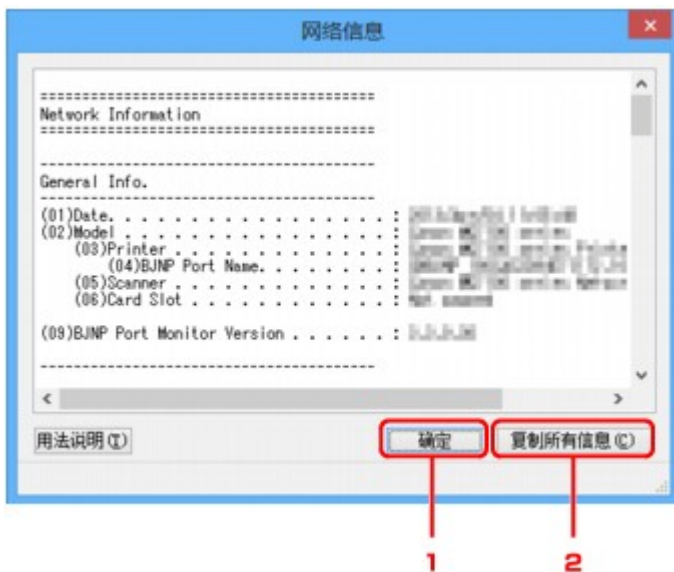 网络信息
========================================
Network Information
========================================
----------------------------------------
General Info.
----------------------------------------
(01)Date. . . . . . . . . . . . . . . . :
(02)Model . . . . . . . . . . . . . . . :
(03)Printer . . . . . . . . . . . . . :
(04)BJNP Port Name. . . . . . . . :
(05)Scanner . . . . . . . . . . . . . :
(06)Card Slot . . . . . . . . . . . . :
(09)BJNP Port Monitor Version . . . . . . :
----------------------------------------
用法说明(I) 确定 复制所有信息(C)
1 2